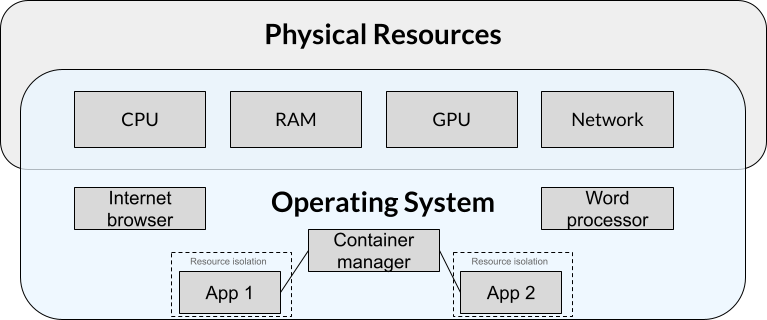 Physical Resources
CPU
RAM
GPU
Network
Internet
browser
Operating System
Word
processor
Container
manager
Resource isolation
App 1
Resource isolation
App 2